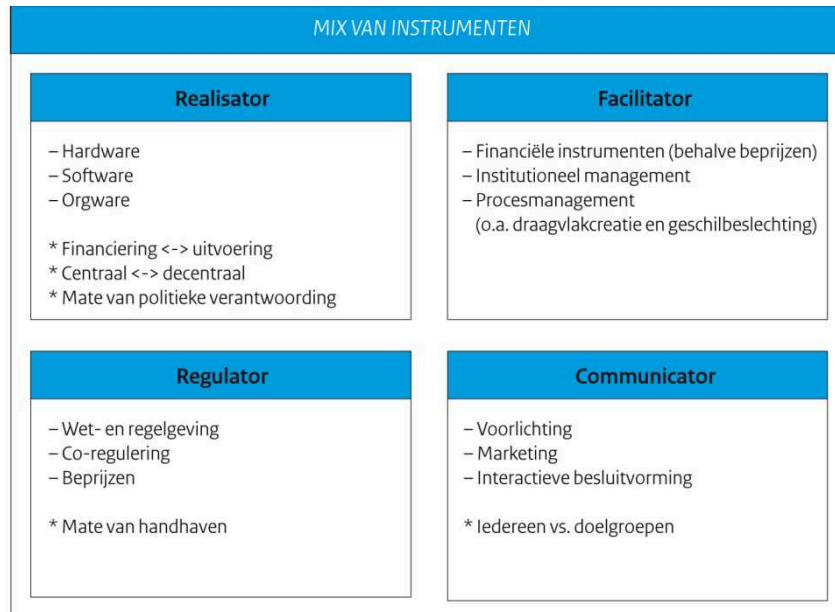 MIX VAN INSTRUMENTEN
Realisator
– Hardware
– Software
– Orgware
* Financiering <-> uitvoering
* Centraal <-> decentraal
* Mate van politieke verantwoording
Facilitator
– Financiële instrumenten (behalve beprijzen)
– Institutioneel management
– Procesmanagement
(o.a. draagvlakcreatie en geschilbeslechting)
Regulator
– Wet- en regelgeving
– Co-regulering
– Beprijzen
* Mate van handhaven
Communicator
– Voorlichting
– Marketing
– Interactieve besluitvorming
* Iedereen vs. doelgroepen